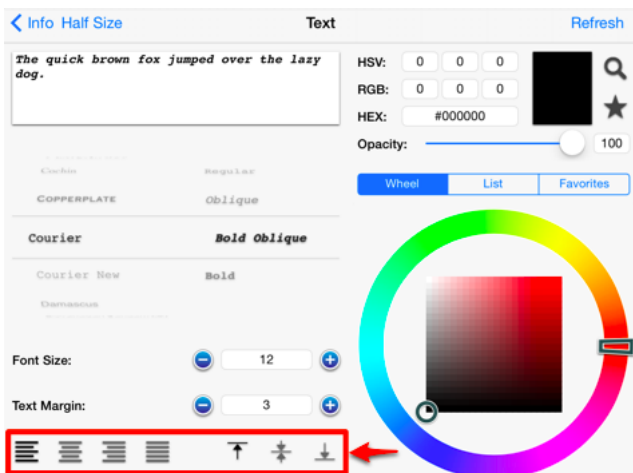 Info Half Size Text Refresh
The quick brown fox jumped over the lazy
dog.
HSV: 0 0 0
RGB: 0 0 0
HEX: #000000
Opacity: 100
Wheel List Favorites
Cochin Regular
COPPERPLATE Oblique
Courier Bold Oblique
Courier New Bold
Damascus
Font Size: 12
Text Margin: 3